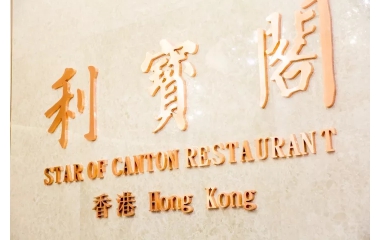 利寶閣
STAR OF CANTON RESTAURANT
香港 Hong Kong